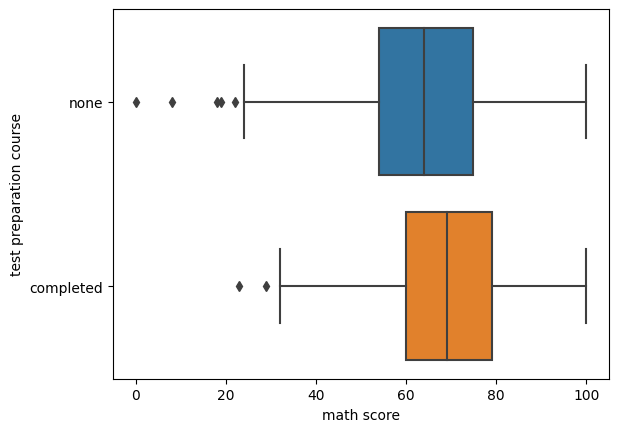 none
completed
test preparation course
0 20 40 60 80 100
math score